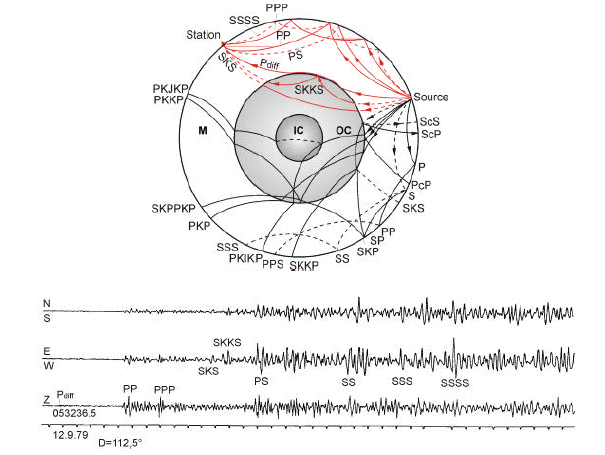 PPP
SSSS
Station
PP
PS
SKS
Pdiff
SKKS
Source
PKJKP
PKKP
M
IC
OC
ScS
ScP
P
PcP
S
SKS
SKPPKP
PKP
PP
SP
SKP
SSS
PKIKP
PPS
SKKP
SS
N
S
E
W
SKKS
SKS
PS
SS
SSS
SSSS
Z
Pdiff
PP
PPP
053236.5
12.9.79
D=112,5°